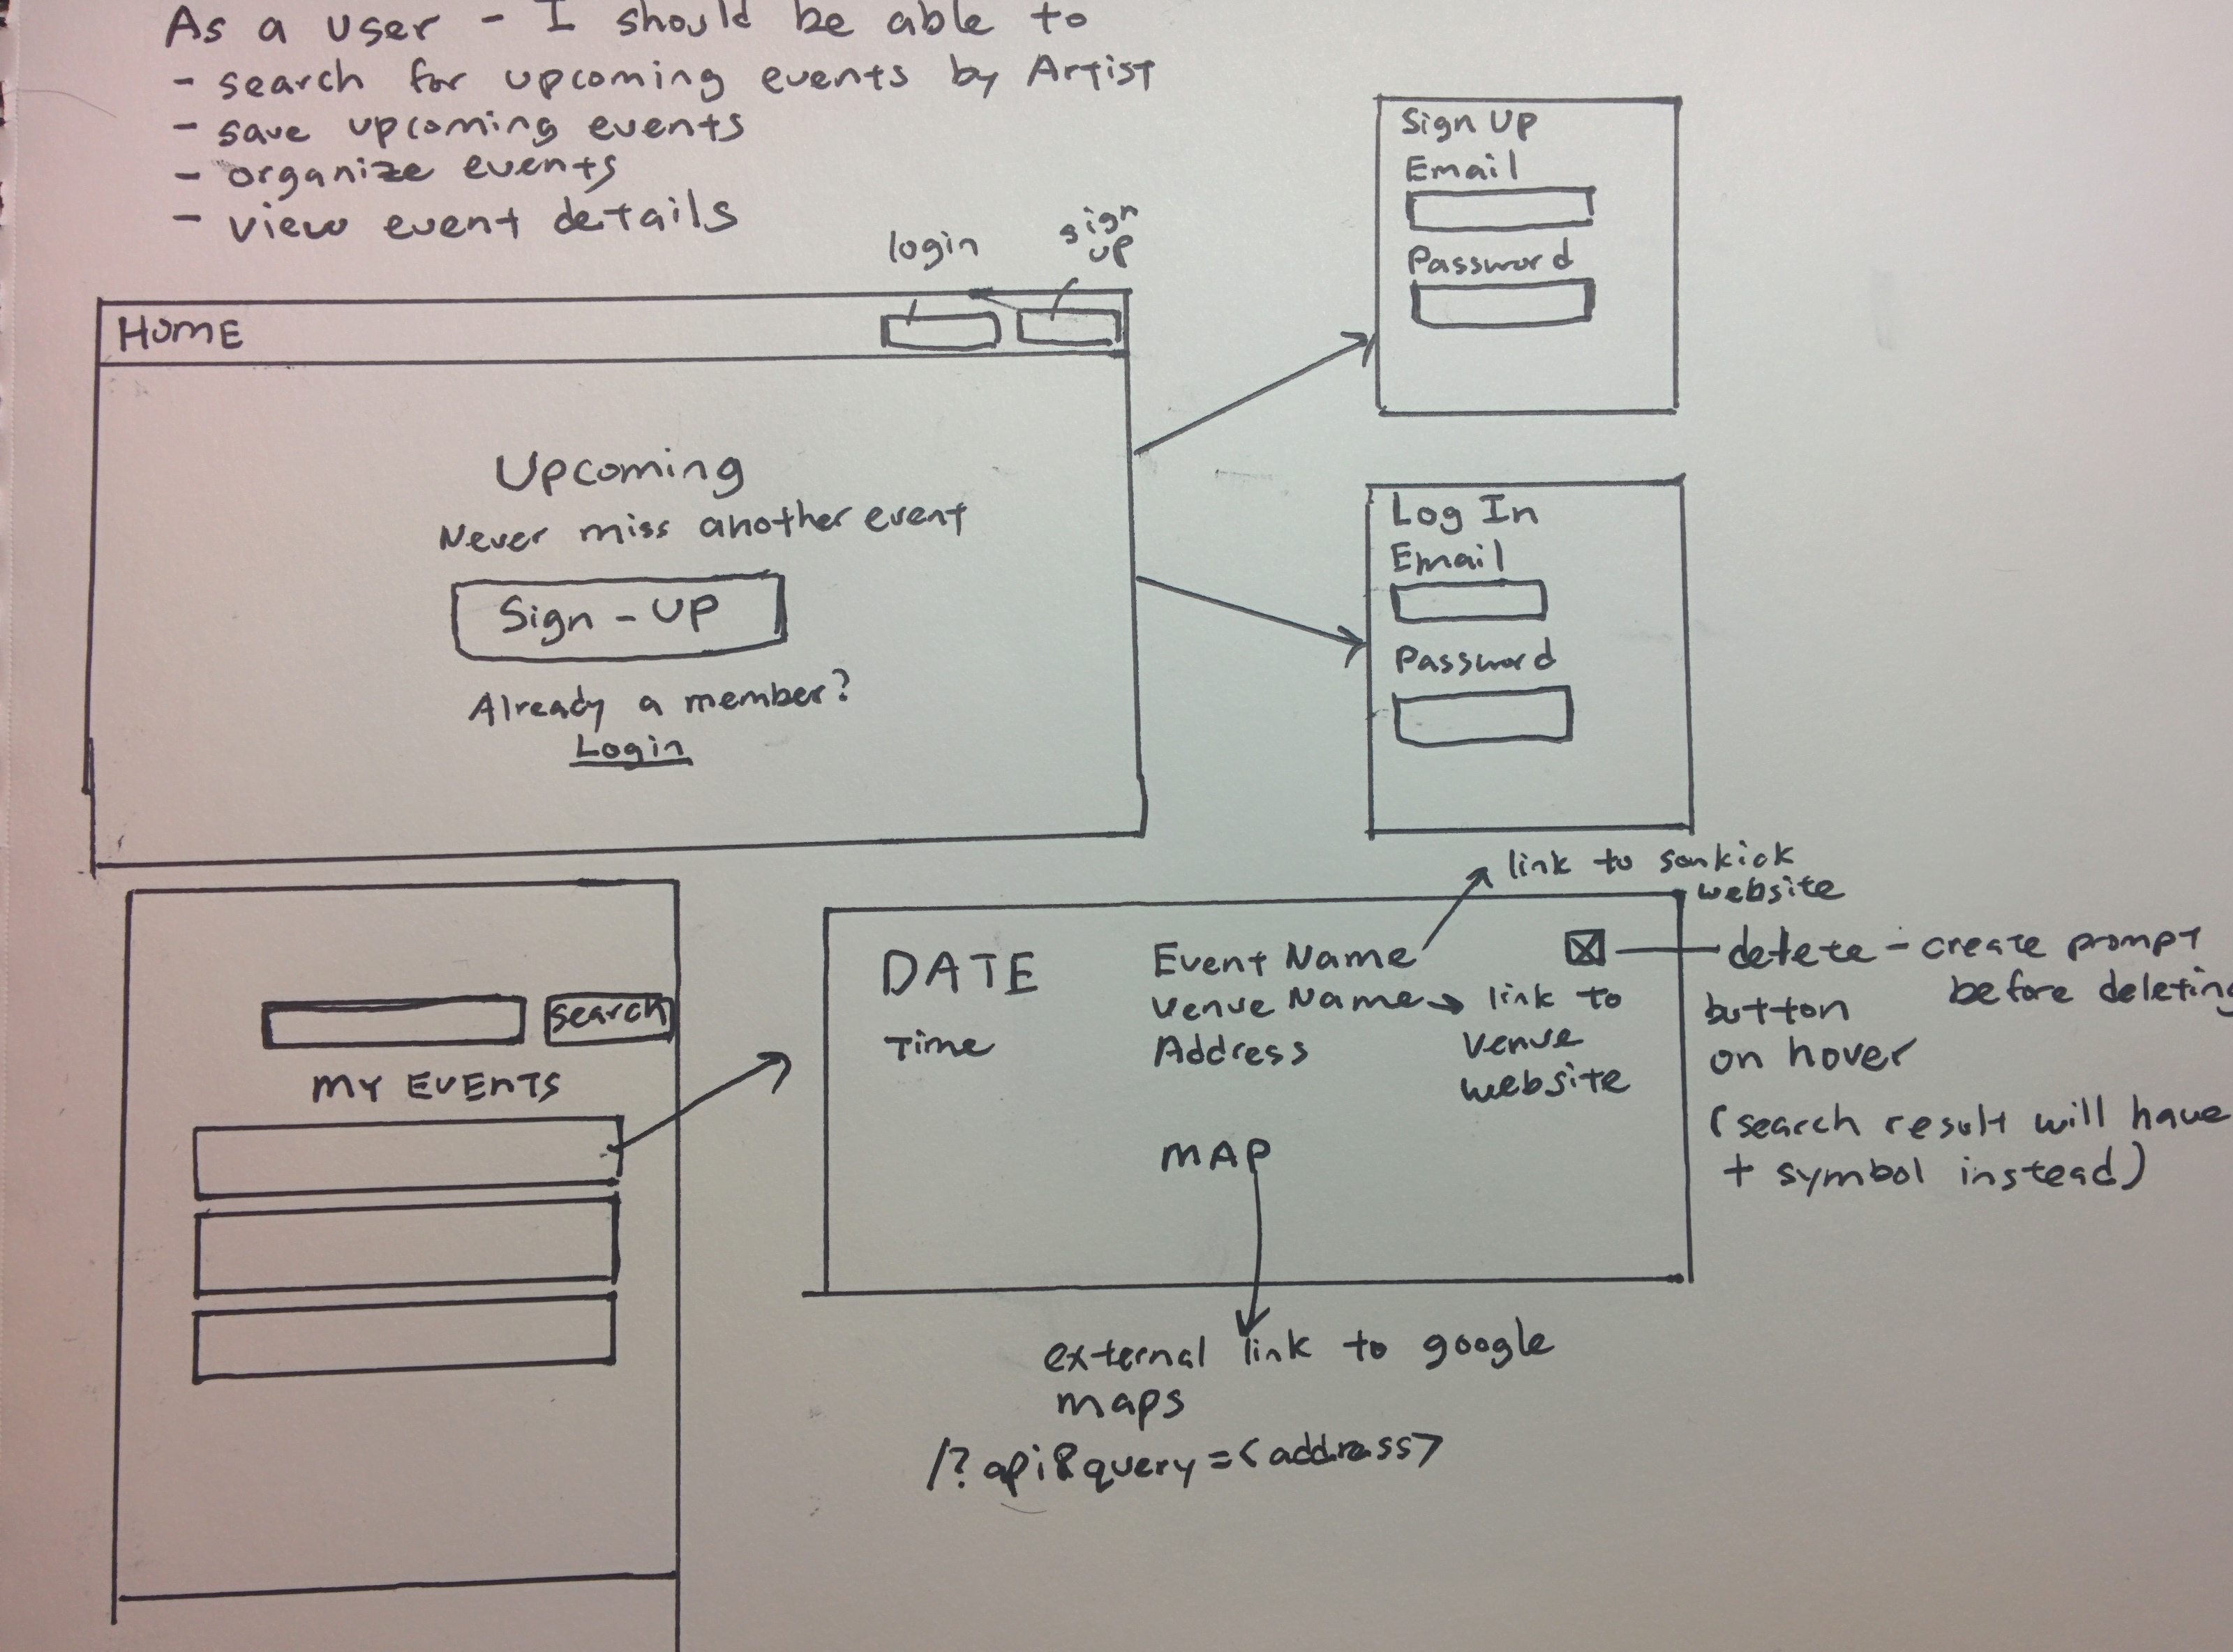 As a user - I should be able to
- search for upcoming events by Artist
- save upcoming events
- organize events
- view event details
login
sign
up
HOME
Upcoming
Never miss another event
Sign - UP
Already a member?
Login
Sign Up
Email
Password
Log In
Email
Password
search
MY EVENTS
link to sonkick
website
DATE
Time
Event Name
Venue Name → link to
venue
website
Address
MAP
delete - create prompt
before deleting
button
on hover
(search result will have
+ symbol instead)
external link to google
maps
/?api&query=<address>